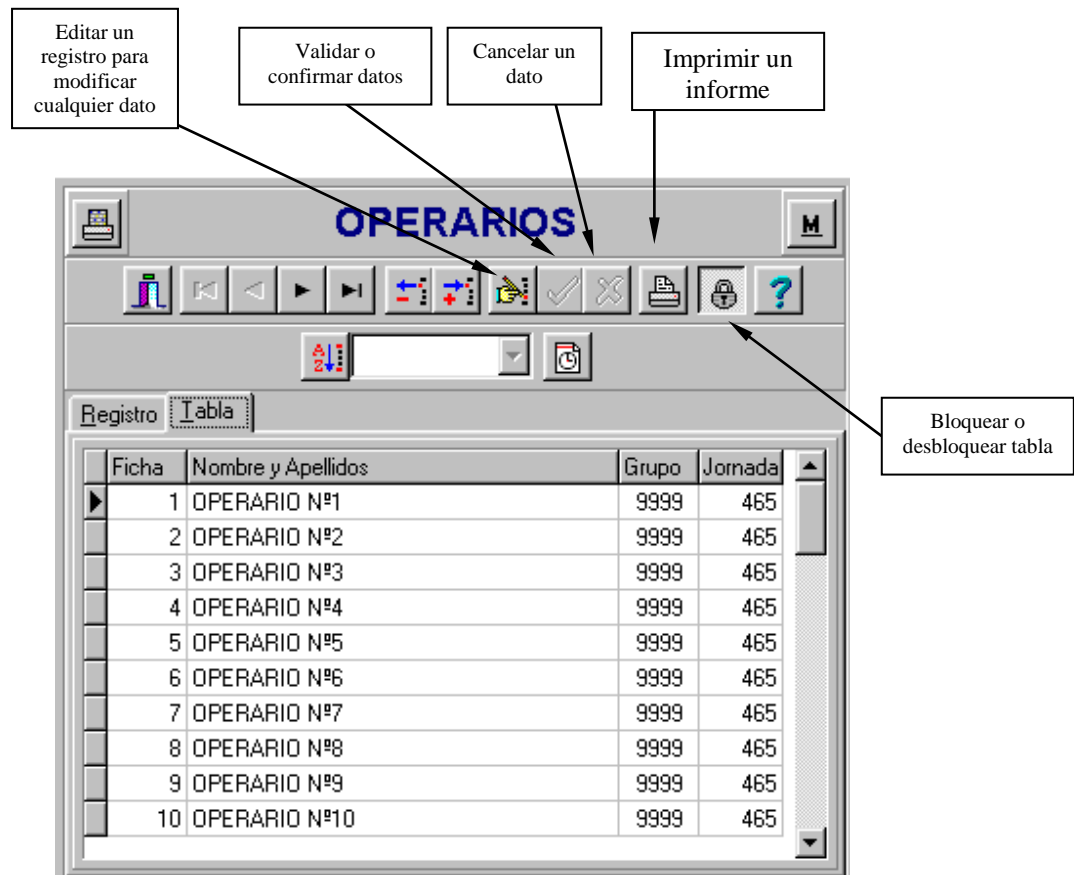 Editar un
registro para
modificar
cualquier dato
Validar o
confirmar datos
Cancelar un
dato
Imprimir un
informe
OPERARIOS
M
?
A
Z
Registro
Tabla
Bloquear o
desbloquear tabla
Ficha Nombre y Apellidos Grupo Jornada
1 OPERARIO Nº1 9999 465
2 OPERARIO Nº2 9999 465
3 OPERARIO Nº3 9999 465
4 OPERARIO Nº4 9999 465
5 OPERARIO Nº5 9999 465
6 OPERARIO Nº6 9999 465
7 OPERARIO Nº7 9999 465
8 OPERARIO Nº8 9999 465
9 OPERARIO Nº9 9999 465
10 OPERARIO Nº10 9999 465